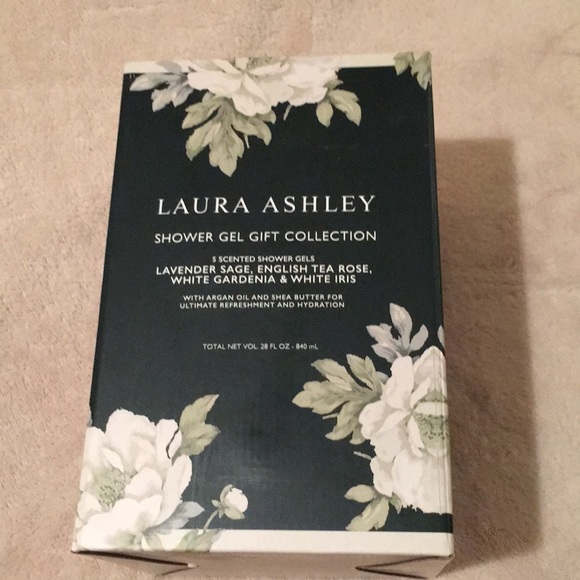 LAURA ASHLEY
SHOWER GEL GIFT COLLECTION
5 SCENTED SHOWER GELS
LAVENDER SAGE, ENGLISH TEA ROSE,
WHITE GARDENIA & WHITE IRIS
WITH ARGAN OIL AND SHEA BUTTER FOR
ULTIMATE REFRESHMENT AND HYDRATION
TOTAL NET VOL. 28 FL OZ - 840 mL